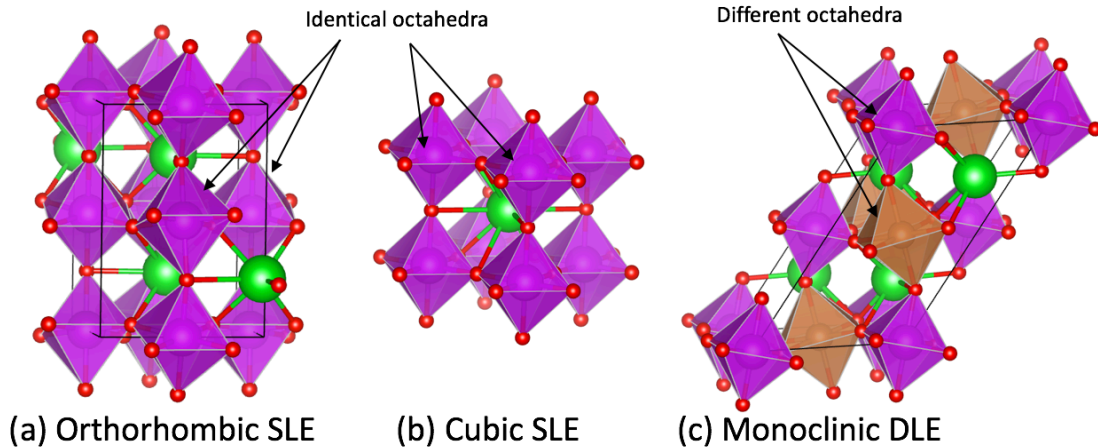 Identical octahedra
Different octahedra
(a) Orthorhombic SLE
(b) Cubic SLE
(c) Monoclinic DLE